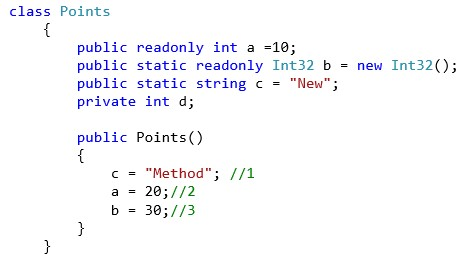 class Points
{
public readonly int a =10;
public static readonly Int32 b = new Int32();
public static string c = "New";
private int d;
public Points()
{
c = "Method"; //1
a = 20;//2
b = 30;//3
}
}